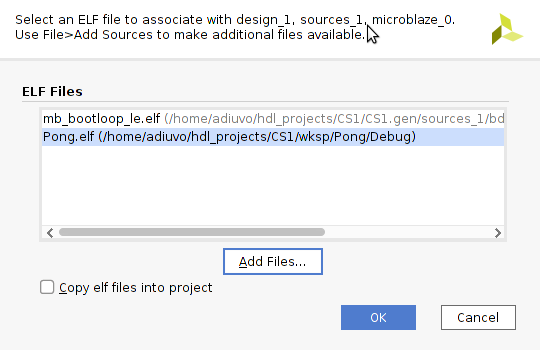 Select an ELF file to associate with design_1, sources_1, microblaze_0.
Use File>Add Sources to make additional files available.
ELF Files
mb_bootloop_le.elf (/home/adiuvo/hdl_projects/CS1/CS1.gen/sources_1/bd
Pong.elf (/home/adiuvo/hdl_projects/CS1/wksp/Pong/Debug)
Add Files...
Copy elf files into project
OK Cancel